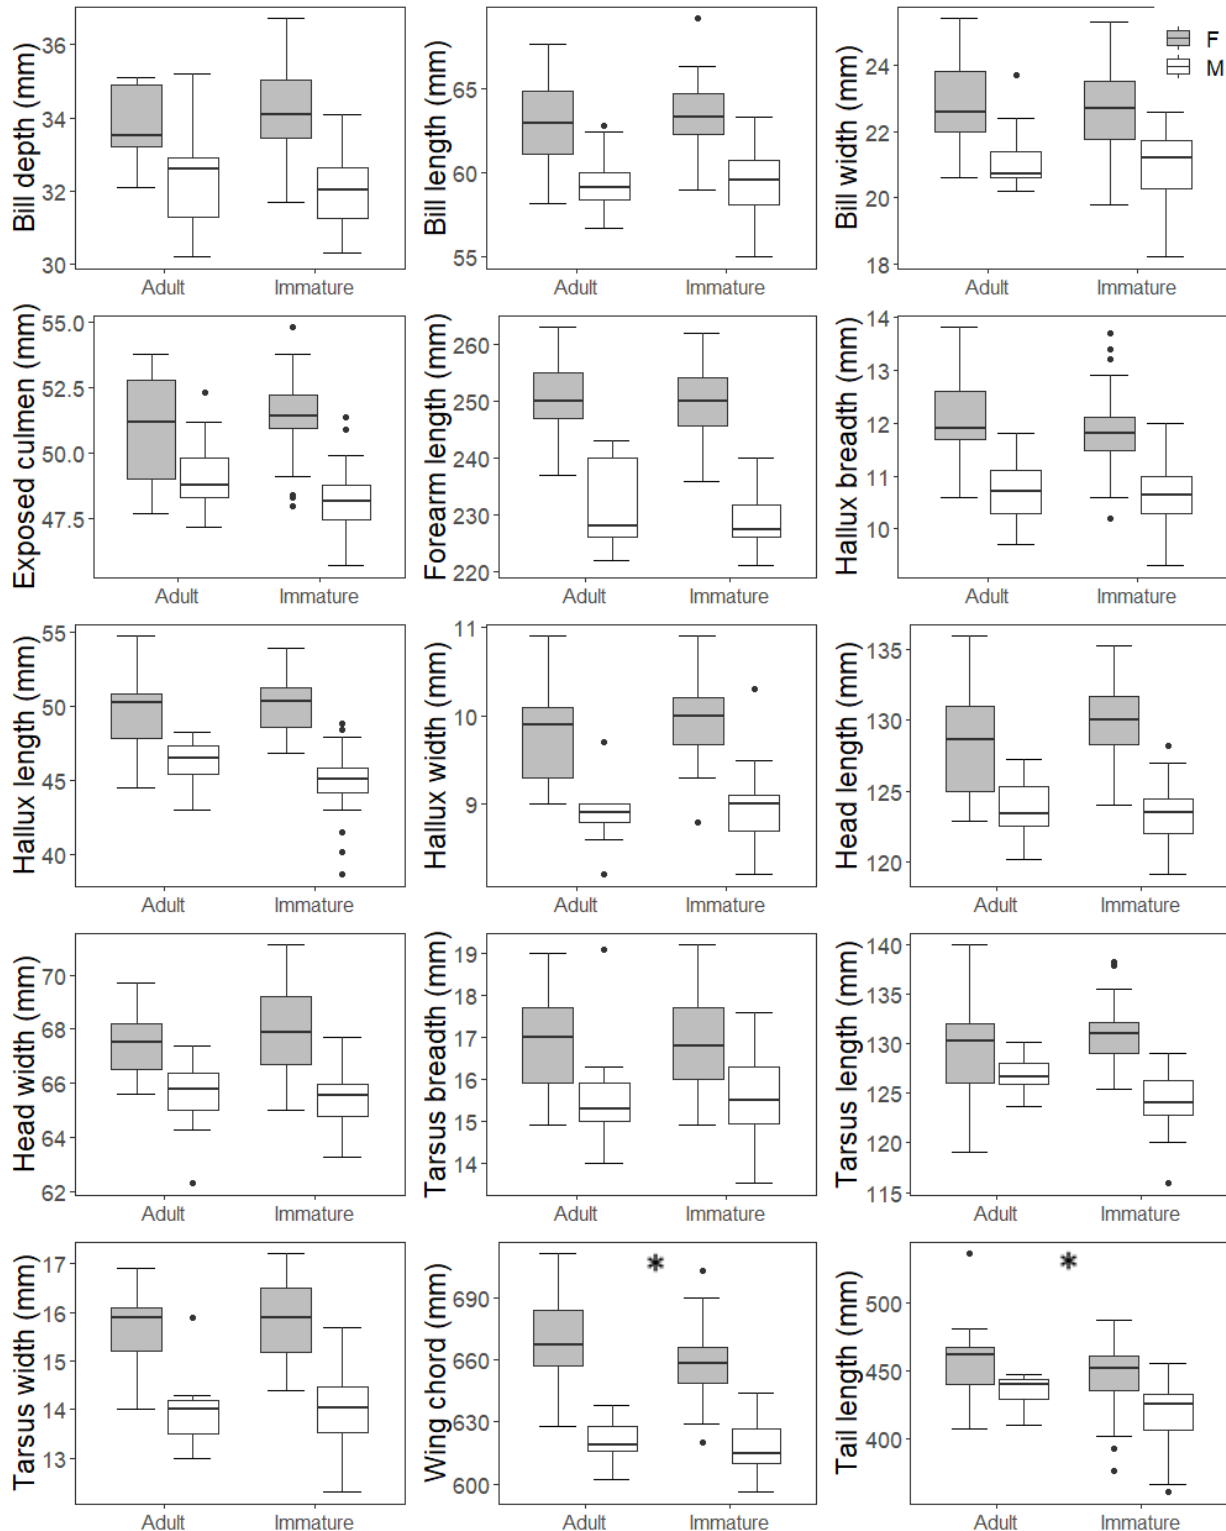 Bill depth (mm)
36
34
32
30
Adult Immature
Bill length (mm)
65
60
55
Adult Immature
Bill width (mm)
24
22
20
18
Adult Immature
F
M
Exposed culmen (mm)
55.0
52.5
50.0
47.5
Adult Immature
Forearm length (mm)
260
250
240
230
220
Adult Immature
Hallux breadth (mm)
14
13
12
11
10
Adult Immature
Hallux length (mm)
55
50
45
40
Adult Immature
Hallux width (mm)
11
10
9
Adult Immature
Head length (mm)
135
130
125
120
Adult Immature
Head width (mm)
70
68
66
64
62
Adult Immature
Tarsus breadth (mm)
19
18
17
16
15
14
Adult Immature
Tarsus length (mm)
140
135
130
125
120
115
Adult Immature
Tarsus width (mm)
17
16
15
14
13
Adult Immature
Wing chord (mm)
690
660
630
600
*
Adult Immature
Tail length (mm)
500
450
400
*
Adult Immature